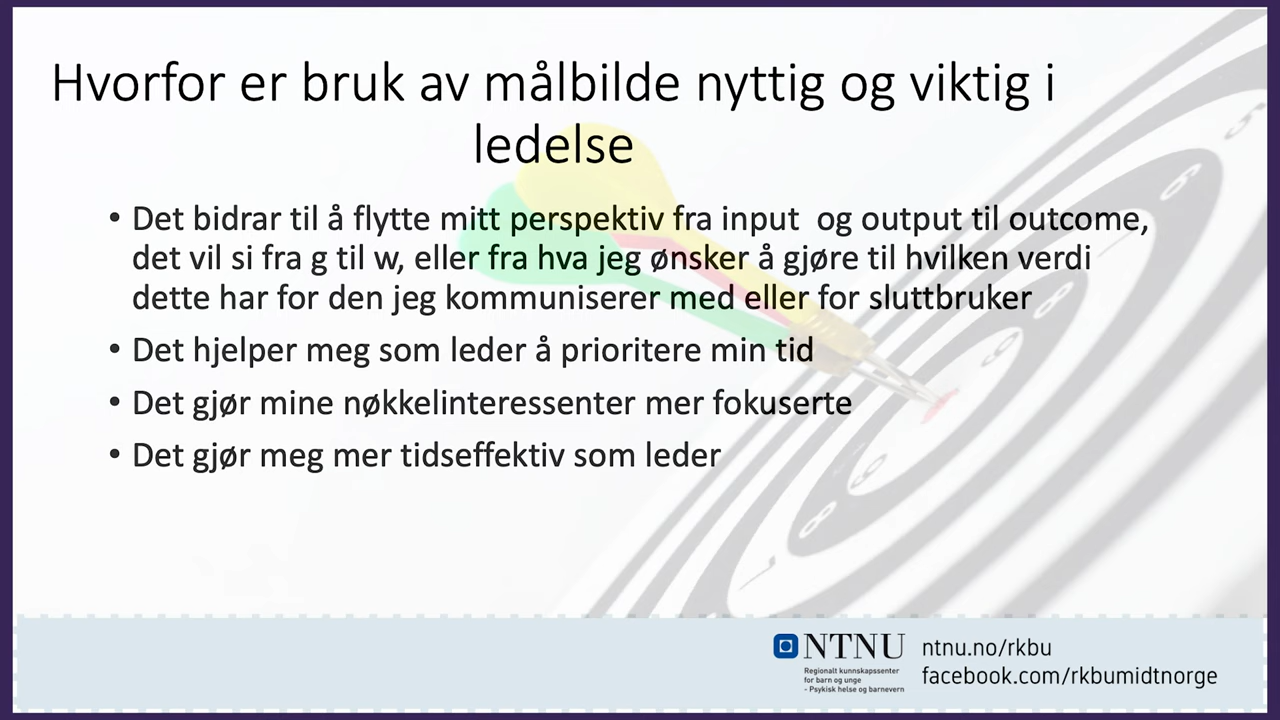 Hvorfor er bruk av målbilde nyttig og viktig i
ledelse
• Det bidrar til å flytte mitt perspektiv fra input og output til outcome,
det vil si fra g til w, eller fra hva jeg ønsker å gjøre til hvilken verdi
dette har for den jeg kommuniserer med eller for sluttbruker
• Det hjelper meg som leder å prioritere min tid
• Det gjør mine nøkkelinteressenter mer fokuserte
• Det gjør meg mer tidseffektiv som leder
NTNU
Regionalt kunnskapssenter
for barn og unge
- Psykisk helse og barnevern
ntnu.no/rkbu
facebook.com/rkbumidtnorge